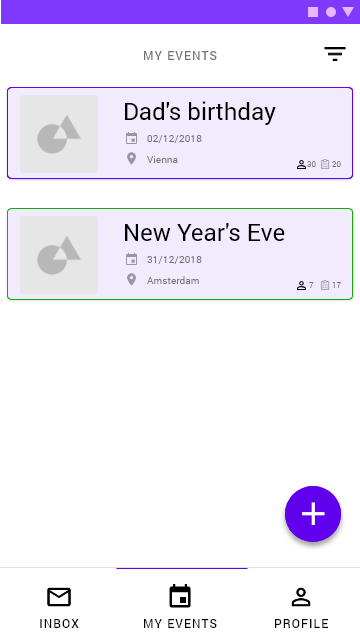 MY EVENTS
Dad's birthday
02/12/2018
Vienna
30 20
New Year's Eve
31/12/2018
Amsterdam
7 17
INBOX MY EVENTS PROFILE